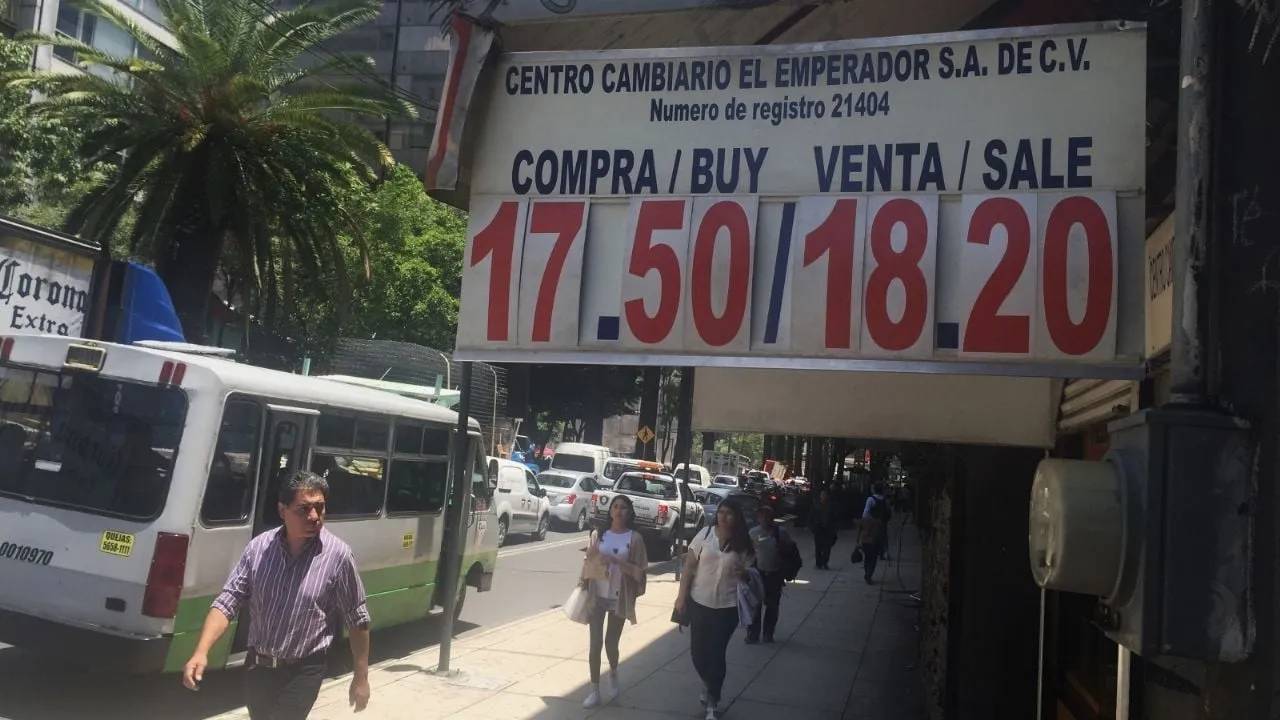 CENTRO CAMBIARIO EL EMPERADOR S.A. DE C.V.
Numero de registro 21404
COMPRA / BUY VENTA / SALE
17.50/18.20
Corona
Extra
QUEJAS:
5658-1111
0010970